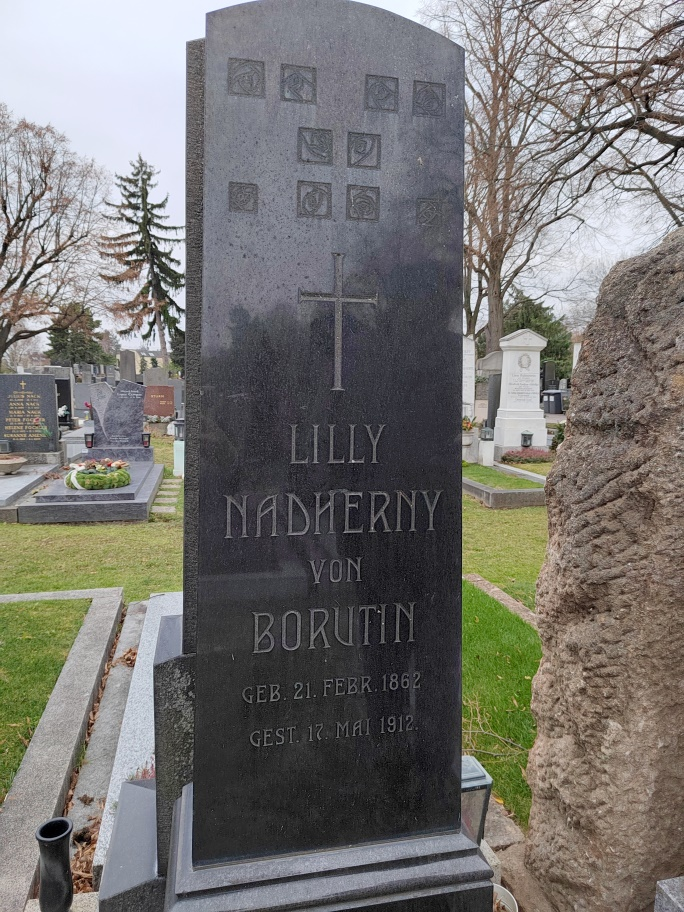 LILLY
NADHERNY
VON
BORUTIN
GEB. 21. FEBR. 1862
GEST. 17. MAI 1912.